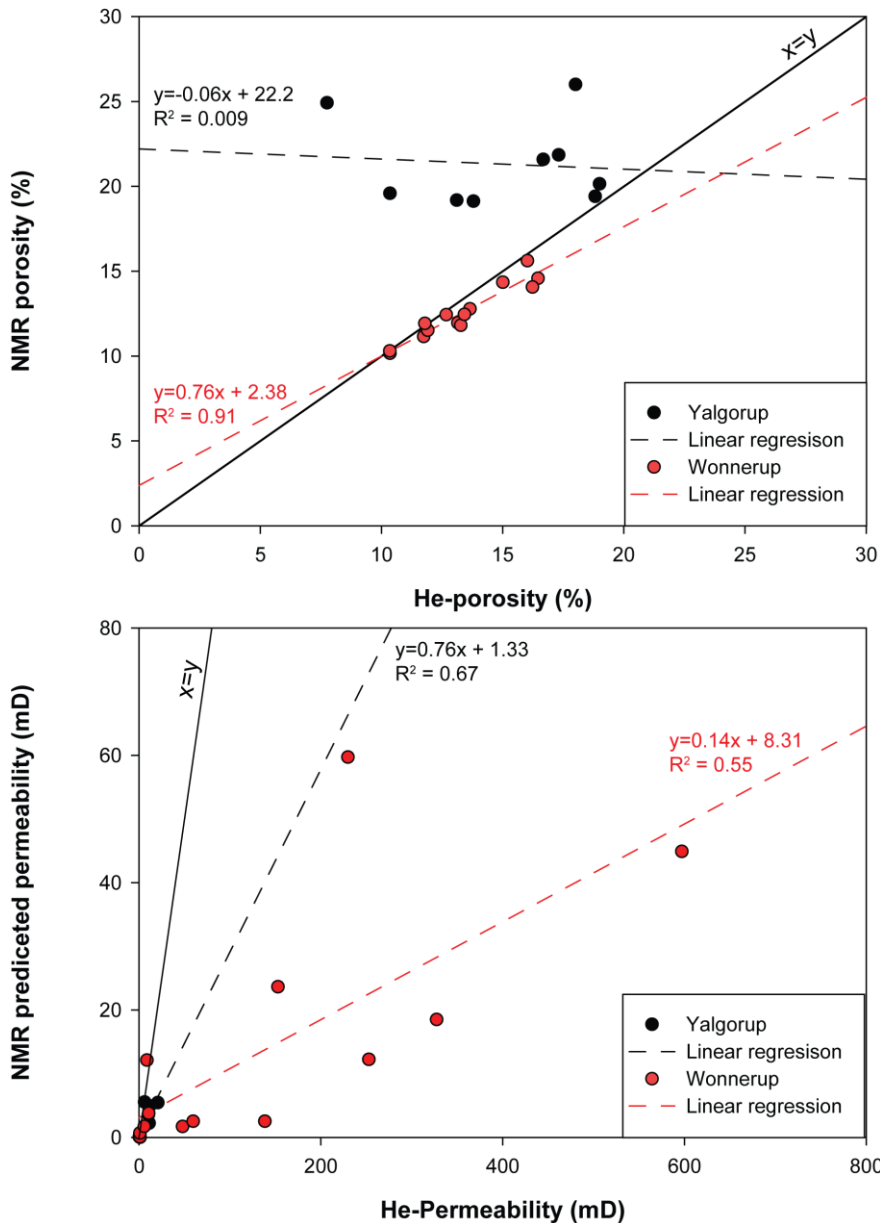 30
25
20
15
10
5
0
NMR porosity (%)
x=y
y=-0.06x + 22.2
R² = 0.009
y=0.76x + 2.38
R² = 0.91
Yalgorup
Linear regresison
Wonnerup
Linear regression
0 5 10 15 20 25 30
He-porosity (%)
80
60
40
20
0
NMR prediceted permeability (mD)
x=y
y=0.76x + 1.33
R² = 0.67
y=0.14x + 8.31
R² = 0.55
Yalgorup
Linear regresison
Wonnerup
Linear regression
0 200 400 600 800
He-Permeability (mD)